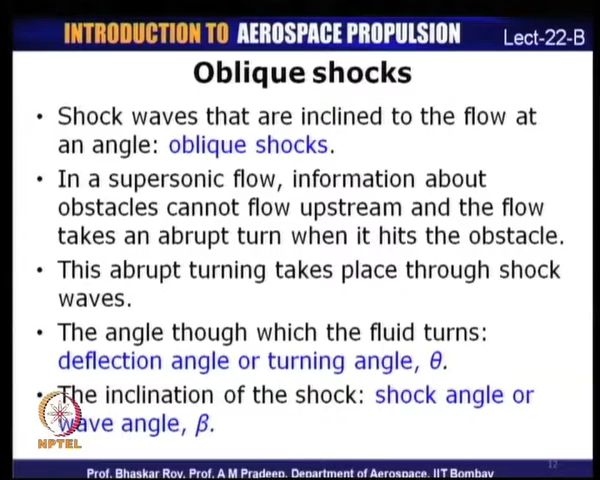 INTRODUCTION TO AEROSPACE PROPULSION
Lect-22-B
Oblique shocks
• Shock waves that are inclined to the flow at
an angle: oblique shocks.
• In a supersonic flow, information about
obstacles cannot flow upstream and the flow
takes an abrupt turn when it hits the obstacle.
• This abrupt turning takes place through shock
waves.
• The angle though which the fluid turns:
deflection angle or turning angle, θ.
• The inclination of the shock: shock angle or
wave angle, β.
NPTEL
12
Prof. Bhaskar Roy, Prof. A M Pradeep, Department of Aerospace, IIT Bombay